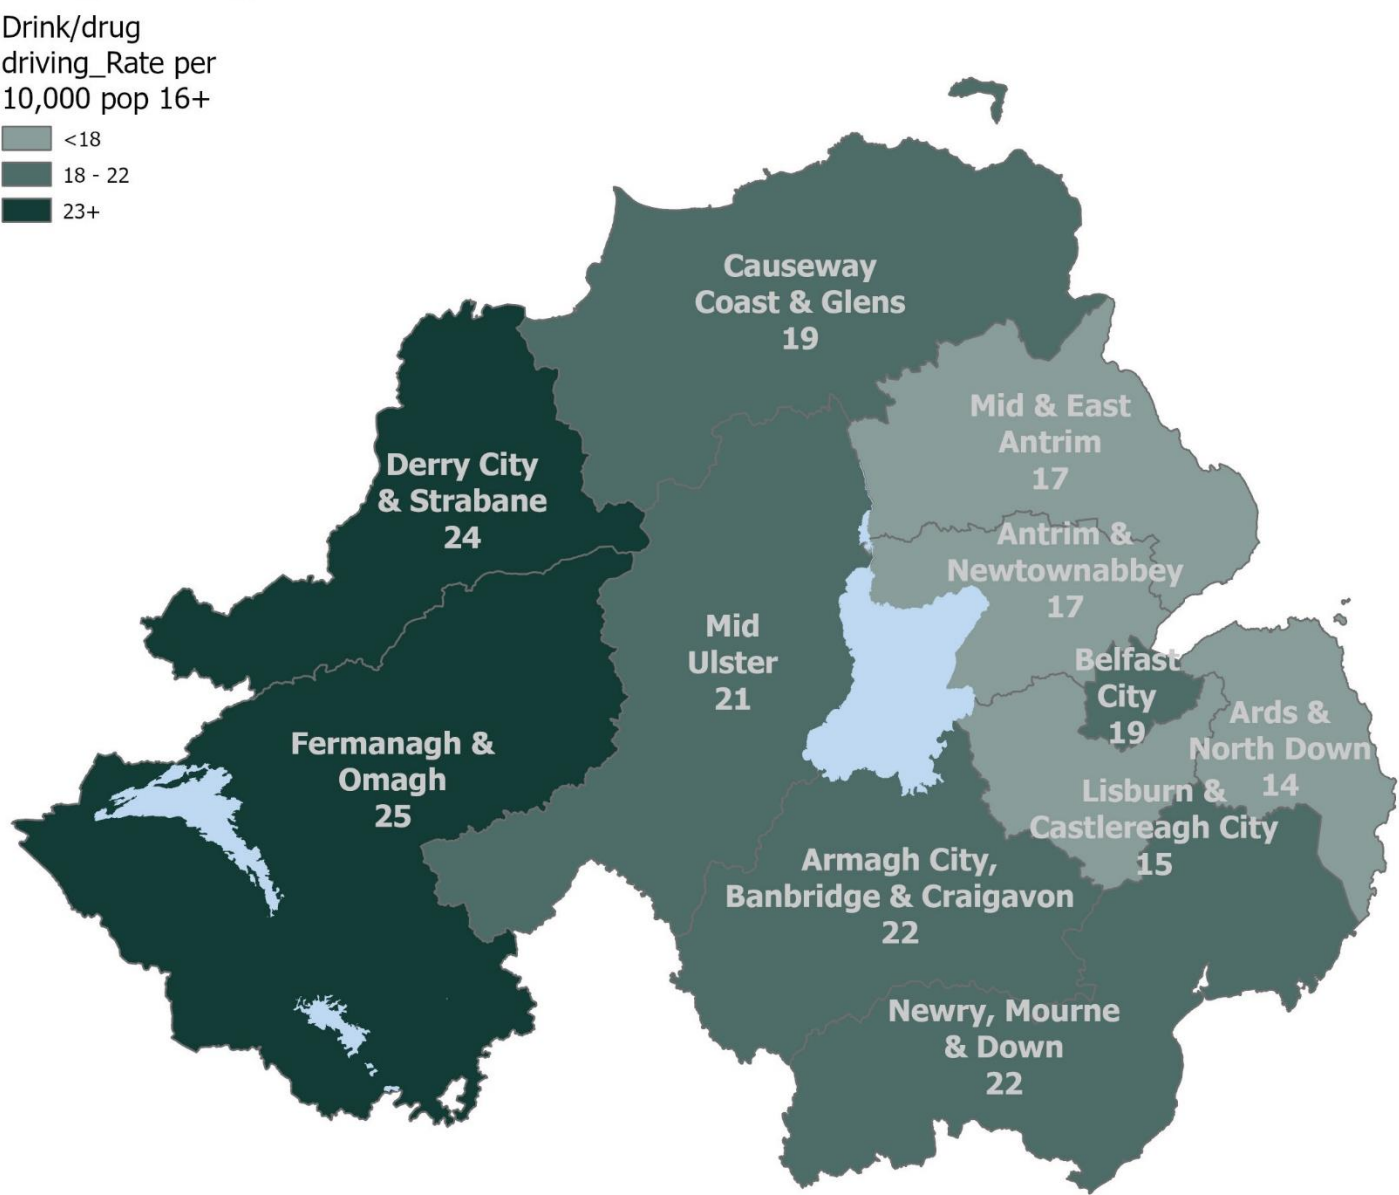 Drink/drug
driving_Rate per
10,000 pop 16+
<18
18 - 22
23+
Causeway
Coast & Glens
19
Mid & East
Antrim
17
Derry City
& Strabane
24
Antrim &
Newtownabbey
17
Mid
Ulster
21
Belfast
City
19
Ards &
North Down
14
Fermanagh &
Omagh
25
Lisburn &
Castlereagh City
15
Armagh City,
Banbridge & Craigavon
22
Newry, Mourne
& Down
22